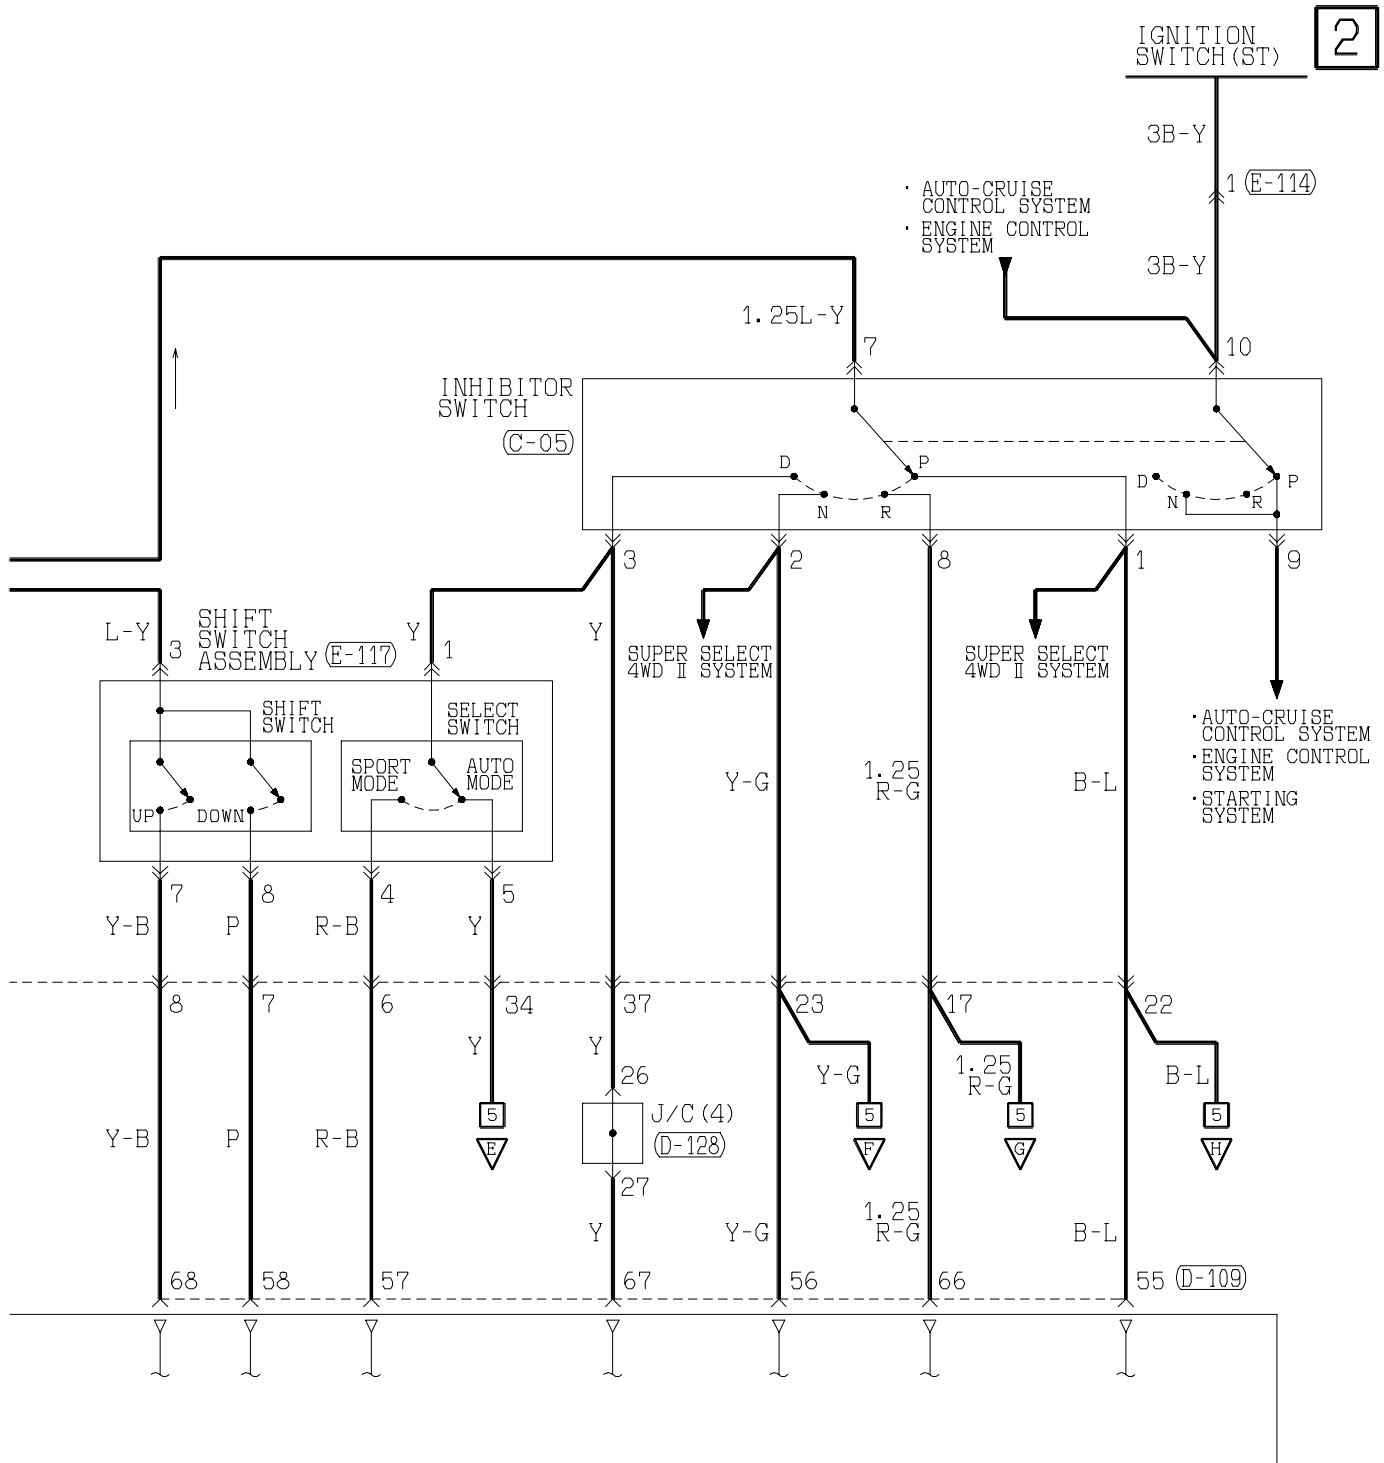 IGNITION
SWITCH(ST)
2
3B-Y
1 E-114
· AUTO-CRUISE
CONTROL SYSTEM
· ENGINE CONTROL
SYSTEM
3B-Y
1.25L-Y
7
10
INHIBITOR
SWITCH
C-05
D
P
N
R
D
P
N
R
3
2
8
1
9
L-Y
3
SHIFT
SWITCH
ASSEMBLY E-117
Y
1
Y
SUPER SELECT
4WD Ⅱ SYSTEM
SUPER SELECT
4WD Ⅱ SYSTEM
SHIFT
SWITCH
SELECT
SWITCH
·AUTO-CRUISE
CONTROL SYSTEM
·ENGINE CONTROL
SYSTEM
·STARTING
SYSTEM
SPORT
MODE
AUTO
MODE
UP
DOWN
Y-G
1.25
R-G
B-L
7
8
4
5
Y-B
P
R-B
Y
8
7
6
34
37
23
17
22
Y
Y
Y-G
1.25
R-G
B-L
26
5
J/C(4)
5
5
5
Y-B
P
R-B
E
D-128
F
G
H
27
Y
Y-G
1.25
R-G
B-L
68
58
57
67
56
66
55 D-109